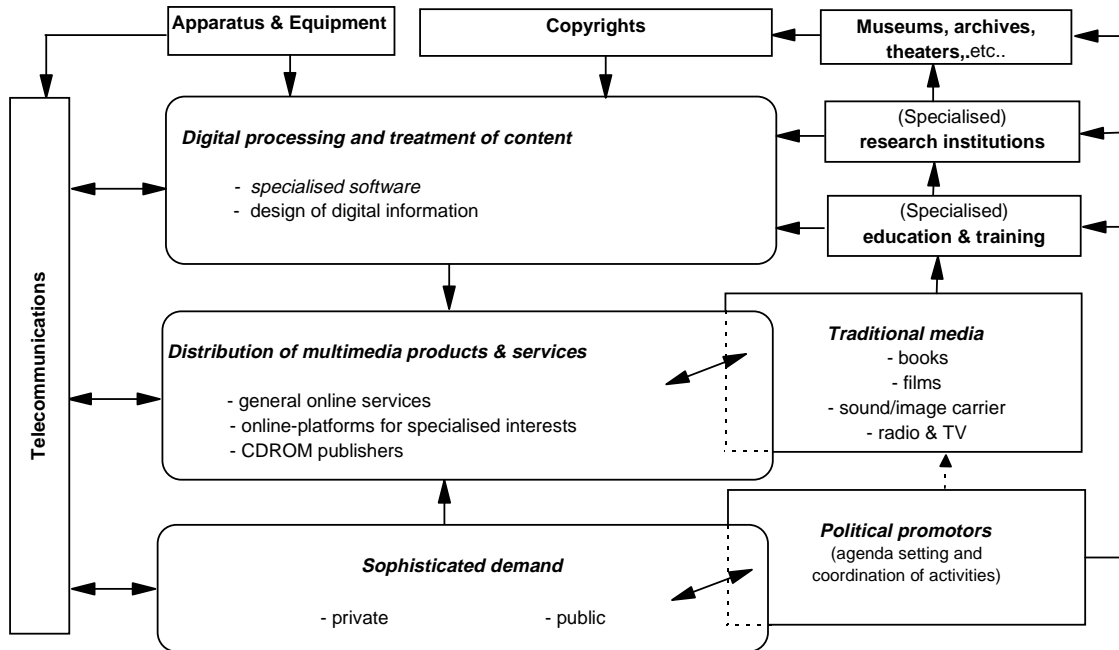 Apparatus & Equipment
Copyrights
Museums, archives,
theaters,.etc..
Telecommunications
Digital processing and treatment of content
- specialised software
- design of digital information
(Specialised)
research institutions
(Specialised)
education & training
Distribution of multimedia products & services
- general online services
- online-platforms for specialised interests
- CDROM publishers
Traditional media
- books
- films
- sound/image carrier
- radio & TV
Sophisticated demand
- private - public
Political promotors
(agenda setting and
coordination of activities)